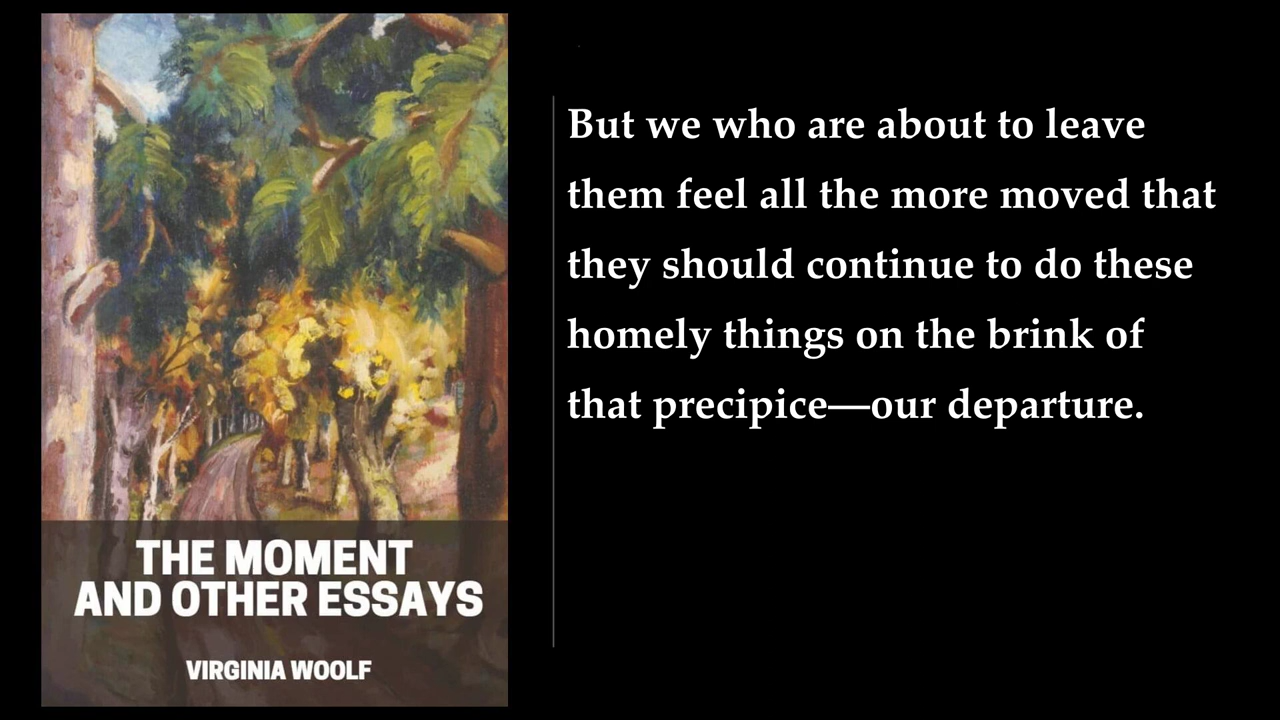 THE MOMENT
AND OTHER ESSAYS
VIRGINIA WOOLF
But we who are about to leave
them feel all the more moved that
they should continue to do these
homely things on the brink of
that precipice—our departure.